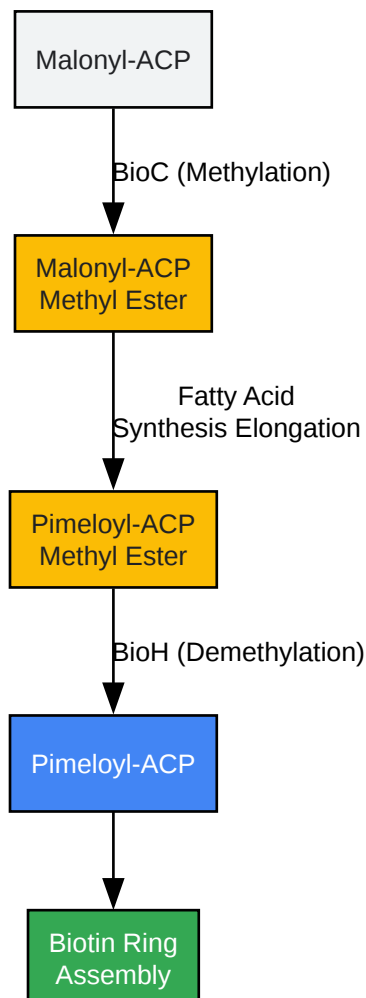 Malonyl-ACP
BioC (Methylation)
Malonyl-ACP
Methyl Ester
Fatty Acid
Synthesis Elongation
Pimeloyl-ACP
Methyl Ester
BioH (Demethylation)
Pimeloyl-ACP
Biotin Ring
Assembly